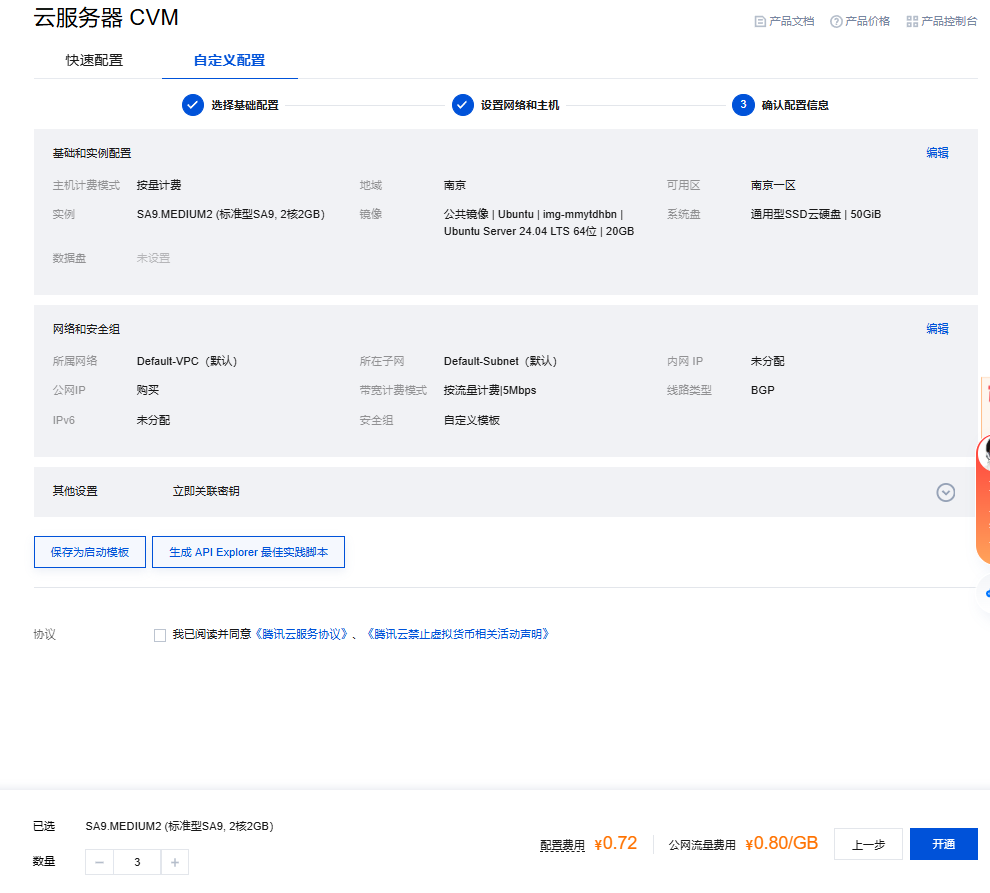 云服务器 CVM
产品文档 产品价格 产品控制台
快速配置 自定义配置
选择基础配置 设置网络和主机 3 确认配置信息
基础和实例配置 编辑
主机计费模式 按量计费 地域 南京 可用区 南京一区
实例 SA9.MEDIUM2 (标准型SA9, 2核2GB) 镜像 公共镜像 | Ubuntu | img-mmytdhbn | 系统盘 通用型SSD云硬盘 | 50GiB
Ubuntu Server 24.04 LTS 64位 | 20GB
数据盘 未设置
网络和安全组 编辑
所属网络 Default-VPC（默认） 所在子网 Default-Subnet（默认） 内网 IP 未分配
公网IP 购买 带宽计费模式 按流量计费|5Mbps 线路类型 BGP
IPv6 未分配 安全组 自定义模板
其他设置 立即关联密钥
保存为启动模板 生成 API Explorer 最佳实践脚本
协议 我已阅读并同意《腾讯云服务协议》、《腾讯云禁止虚拟货币相关活动声明》
已选 SA9.MEDIUM2 (标准型SA9, 2核2GB)
配置费用 ¥0.72 公网流量费用 ¥0.80/GB 上一步 开通
数量 − 3 +